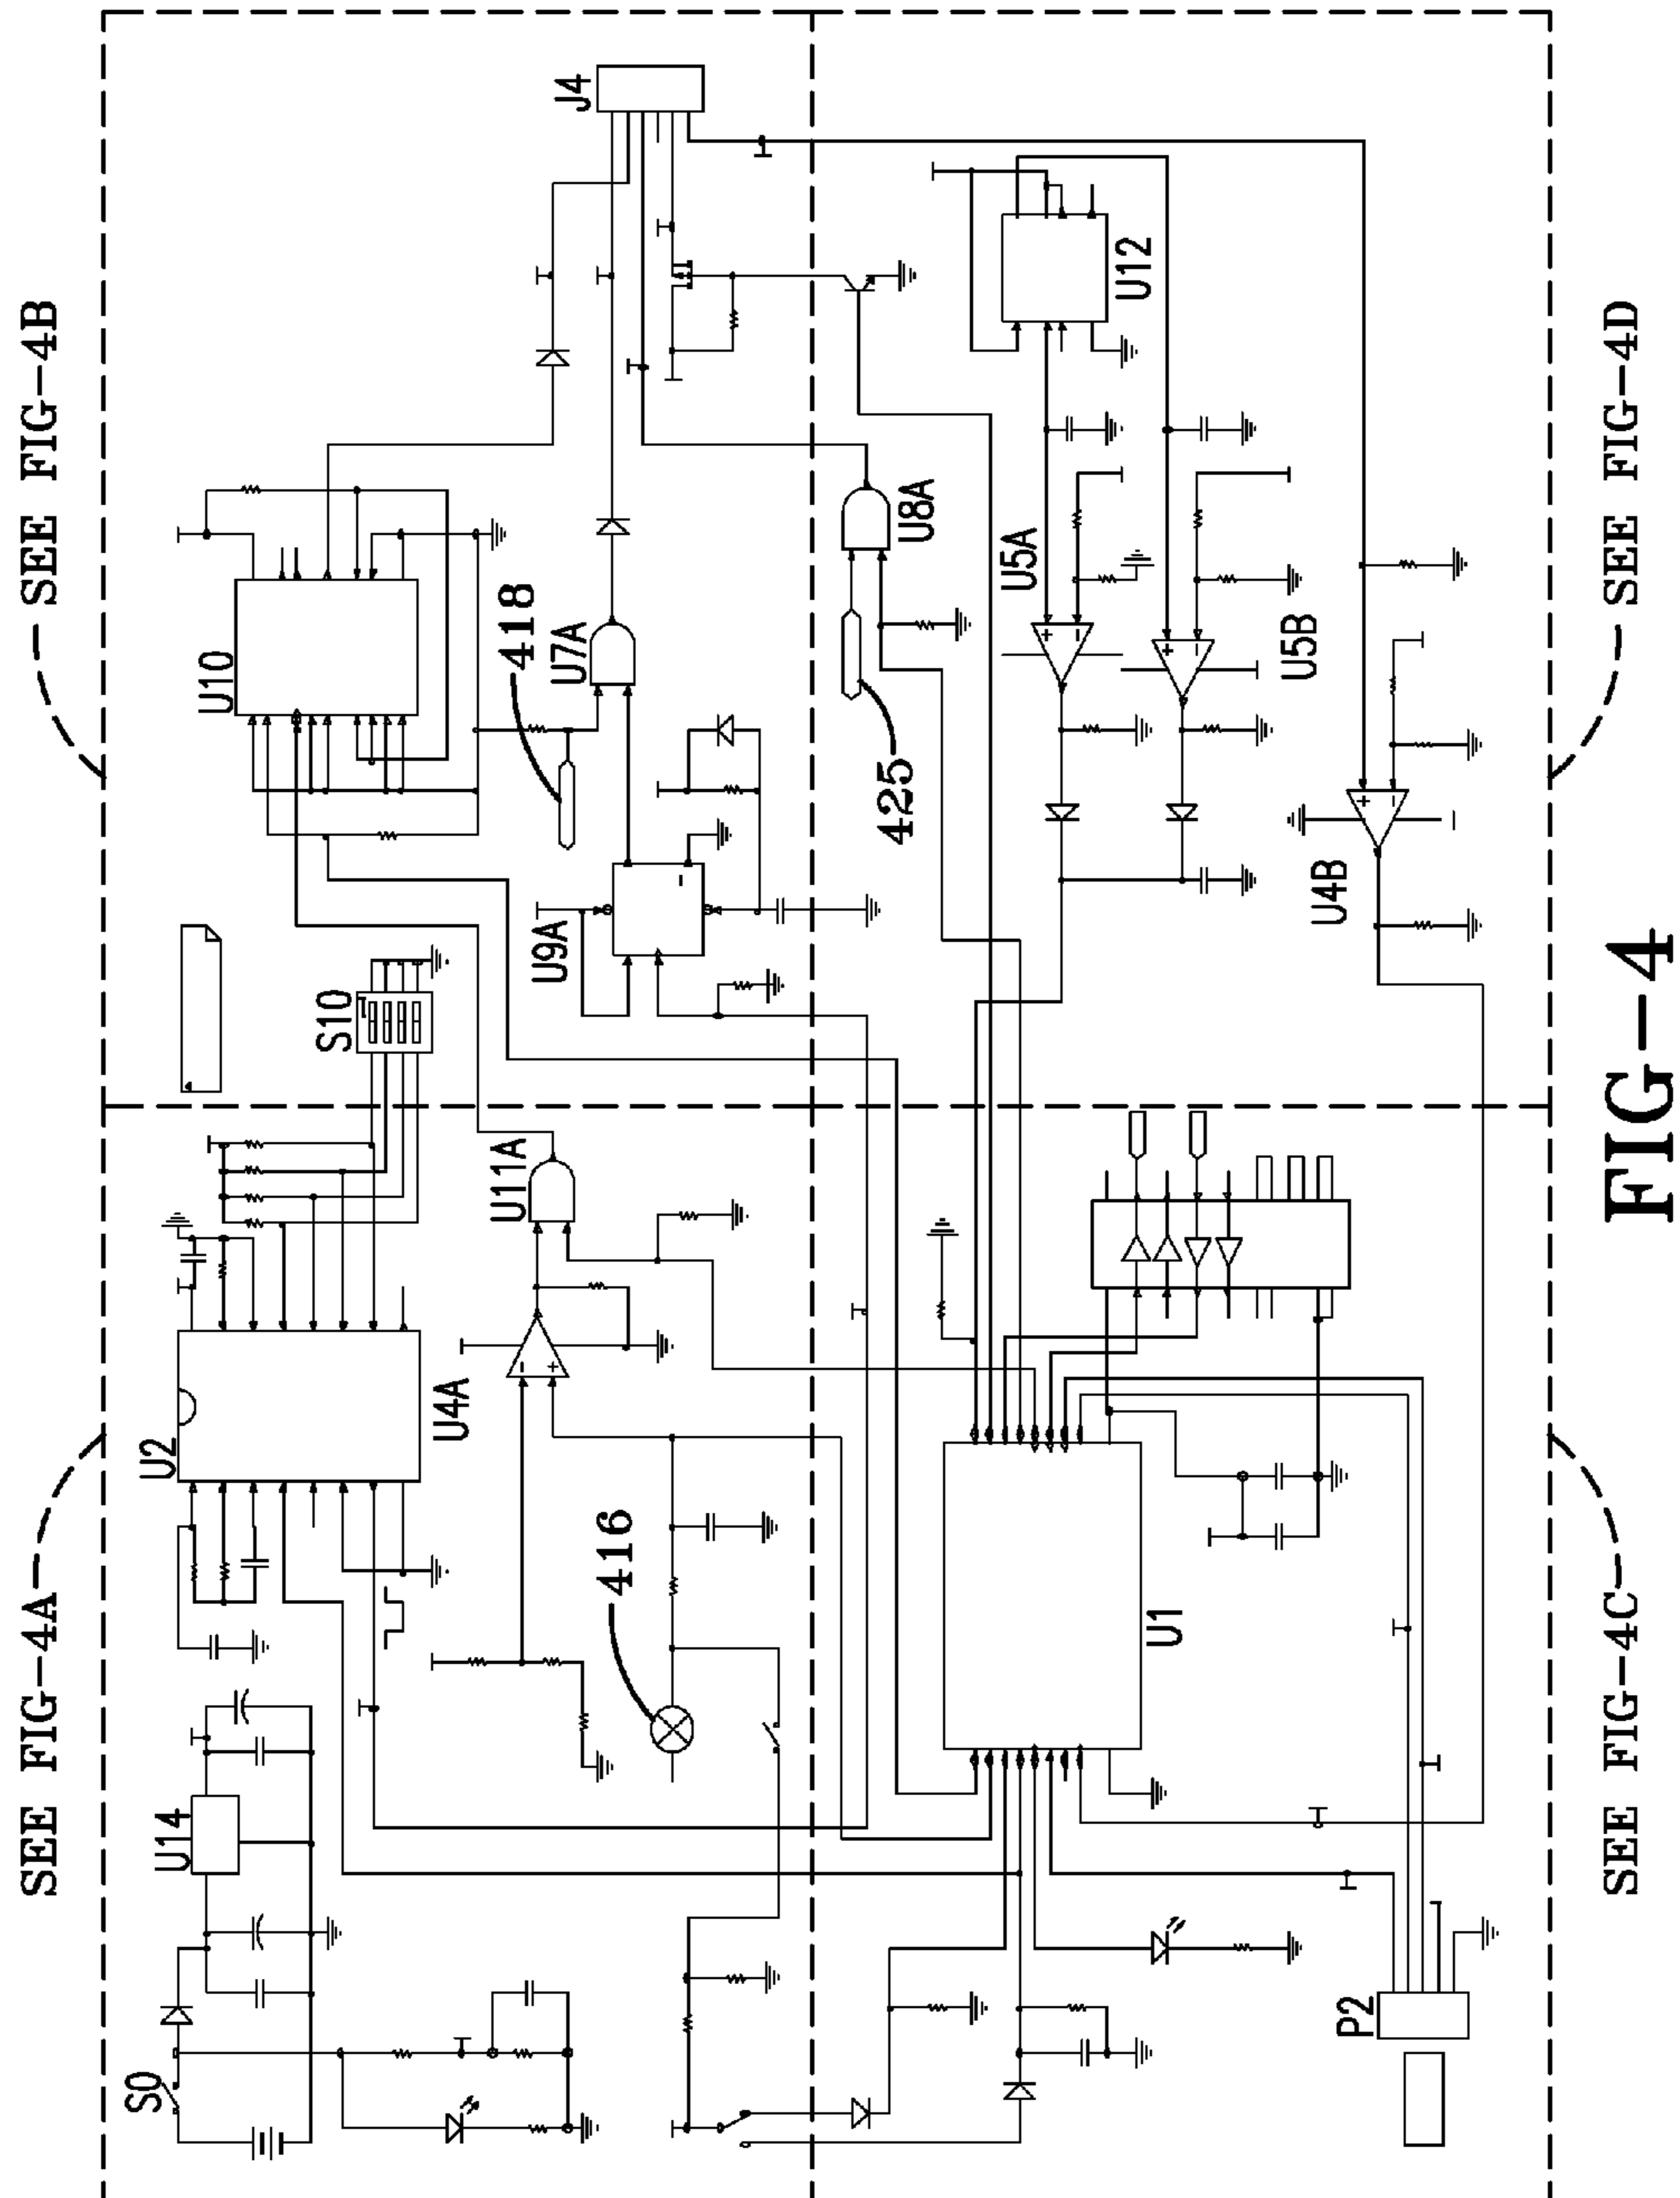 SEE FIG-4A
SEE FIG-4B
S0
U14
U2
U10
S10
J4
U4A
U11A
U9A
418
U7A
416
-
+
-
425
U8A
U5A
U12
+
-
+
-
U5B
U1
U4B
+
-
P2
SEE FIG-4C
SEE FIG-4D
FIG-4